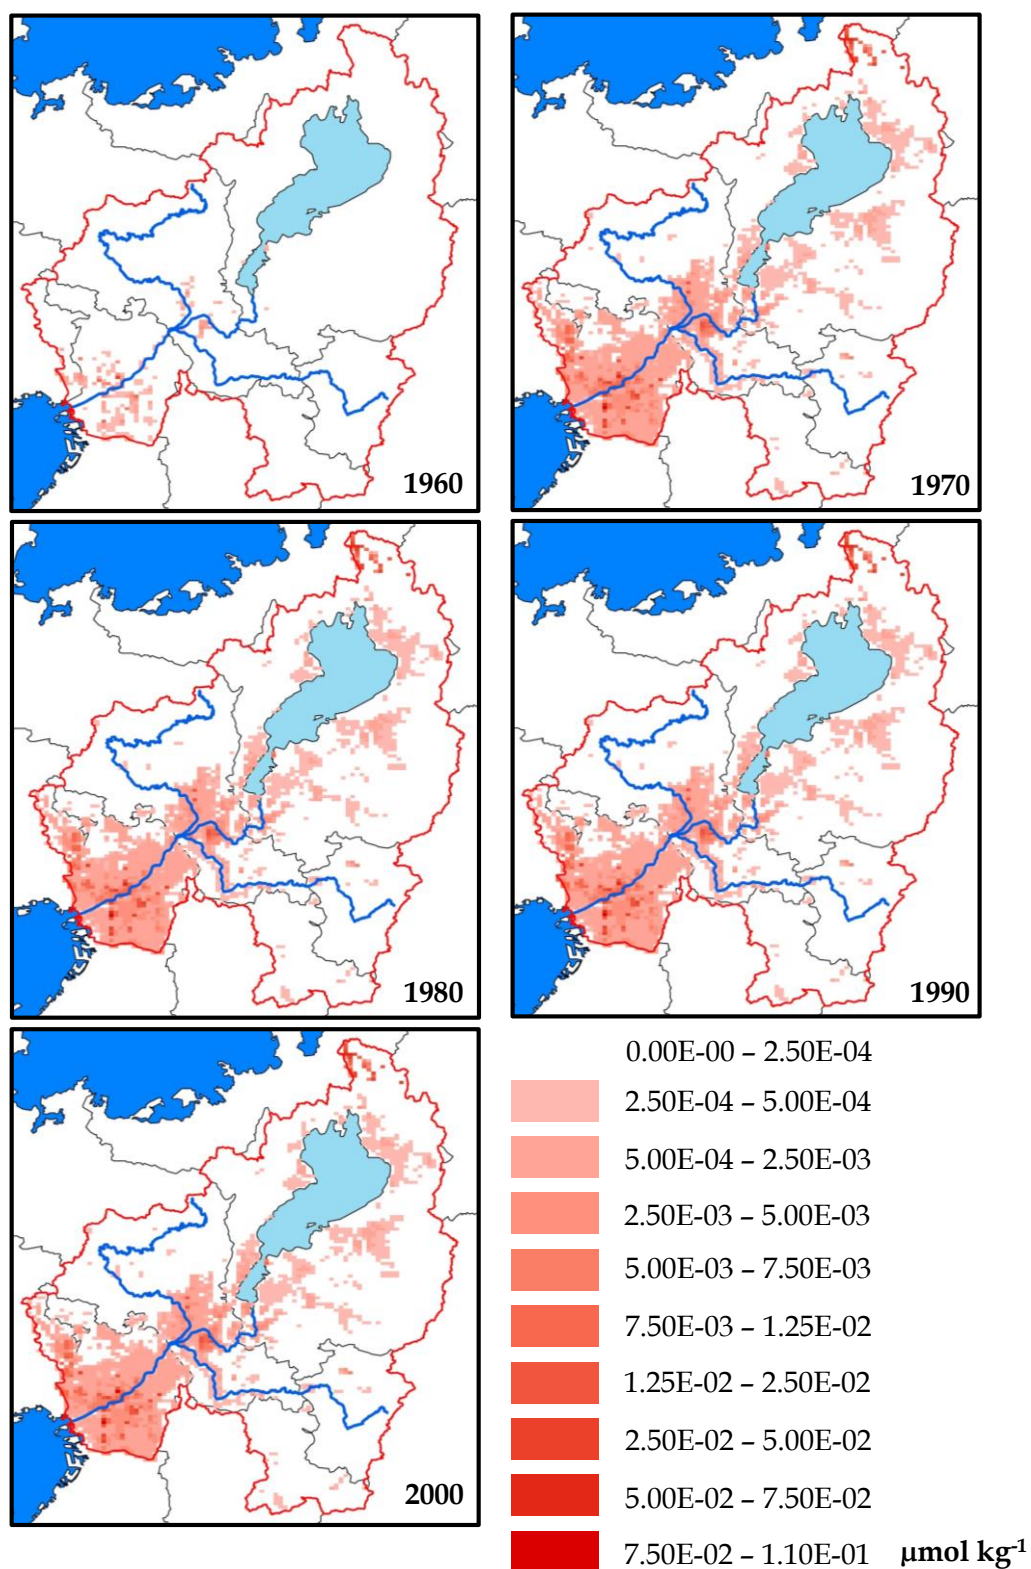 1960
1970
1980
1990
2000
0.00E-00 – 2.50E-04
2.50E-04 – 5.00E-04
5.00E-04 – 2.50E-03
2.50E-03 – 5.00E-03
5.00E-03 – 7.50E-03
7.50E-03 – 1.25E-02
1.25E-02 – 2.50E-02
2.50E-02 – 5.00E-02
5.00E-02 – 7.50E-02
7.50E-02 – 1.10E-01 μmol kg⁻¹